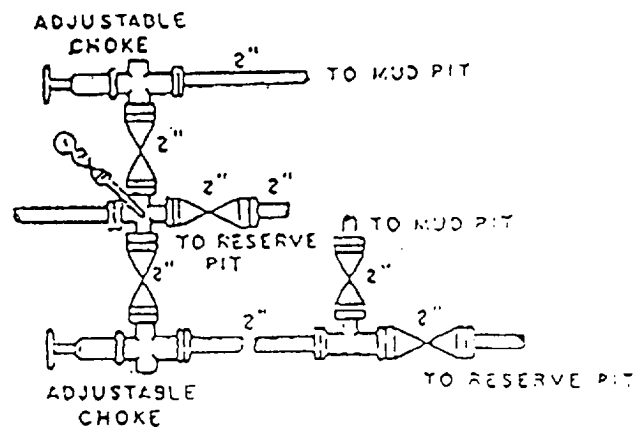 ADJUSTABLE
CHOKE
2"
TO MUD PIT
2"
2"
2"
TO RESERVE
PIT
TO MUD PIT
2"
2"
2"
2"
TO RESERVE PIT
ADJUSTABLE
CHOKE